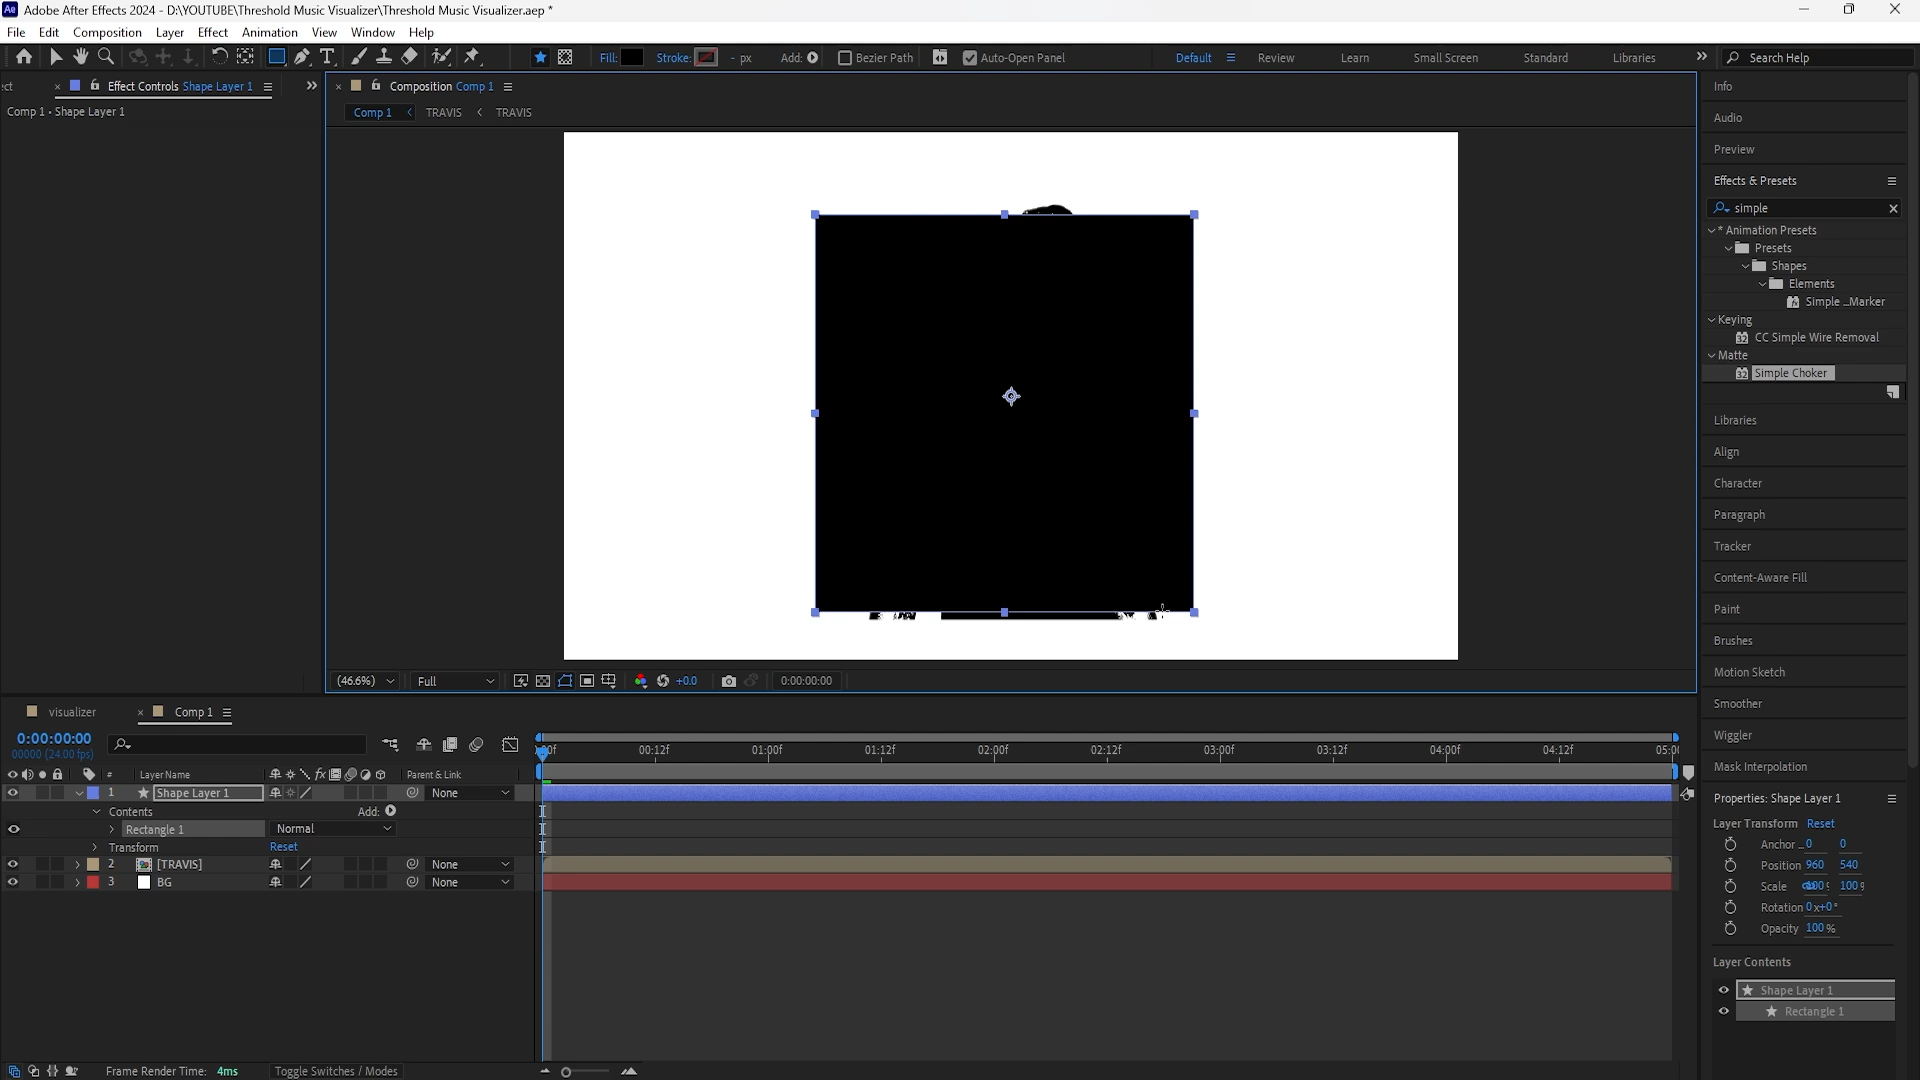 Ae Adobe After Effects 2024 - D:\YOUTUBE\Threshold Music Visualizer\Threshold Music Visualizer.aep *
File Edit Composition Layer Effect Animation View Window Help
Fill: Stroke: - px Add: Bezier Path Auto-Open Panel Default Review Learn Small Screen Standard Libraries Search Help
ect Effect Controls Shape Layer 1
Comp 1 • Shape Layer 1
Composition Comp 1
Comp 1 TRAVIS TRAVIS
(46.6%) Full +0.0 0:00:00:00
Info
Audio
Preview
Effects & Presets
simple
* Animation Presets
Presets
Shapes
Elements
Simple ...Marker
Keying
CC Simple Wire Removal
Matte
Simple Choker
Libraries
Align
Character
Paragraph
Tracker
Content-Aware Fill
Paint
Brushes
Motion Sketch
Smoother
Wiggler
Mask Interpolation
Properties: Shape Layer 1
Layer Transform Reset
Anchor ... 0 0
Position 960 540
Scale 100% 100%
Rotation 0x+0°
Opacity 100%
Layer Contents
Shape Layer 1
Rectangle 1
visualizer Comp 1
0:00:00:00
00000 (24.00 fps)
00:12f 01:00f 01:12f 02:00f 02:12f 03:00f 03:12f 04:00f 04:12f
# Layer Name Parent & Link
1 Shape Layer 1 None
Contents Add:
Rectangle 1 Normal
Transform Reset
2 [TRAVIS] None
3 BG None
Frame Render Time: 4ms Toggle Switches / Modes